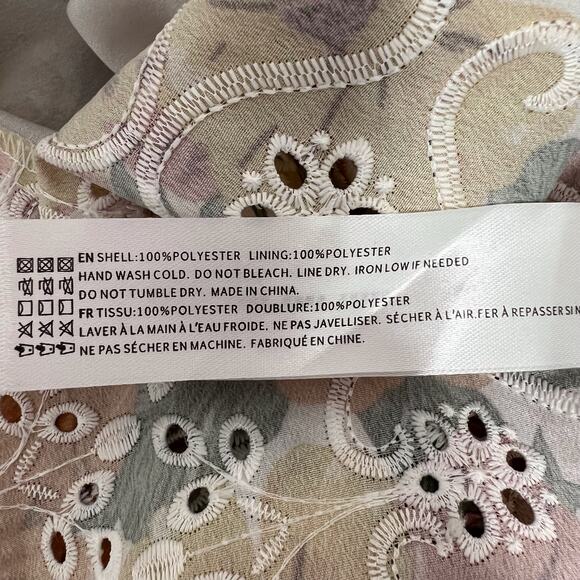 EN SHELL:100%POLYESTER LINING:100%POLYESTER
HAND WASH COLD. DO NOT BLEACH. LINE DRY. IRON LOW IF NEEDED
DO NOT TUMBLE DRY. MADE IN CHINA.
FR TISSU:100%POLYESTER DOUBLURE:100%POLYESTER
LAVER À LA MAIN À L'EAU FROIDE. NE PAS JAVELLISER. SÉCHER À L'AIR.FER À REPASSER
NE PAS SÉCHER EN MACHINE. FABRIQUÉ EN CHINE.